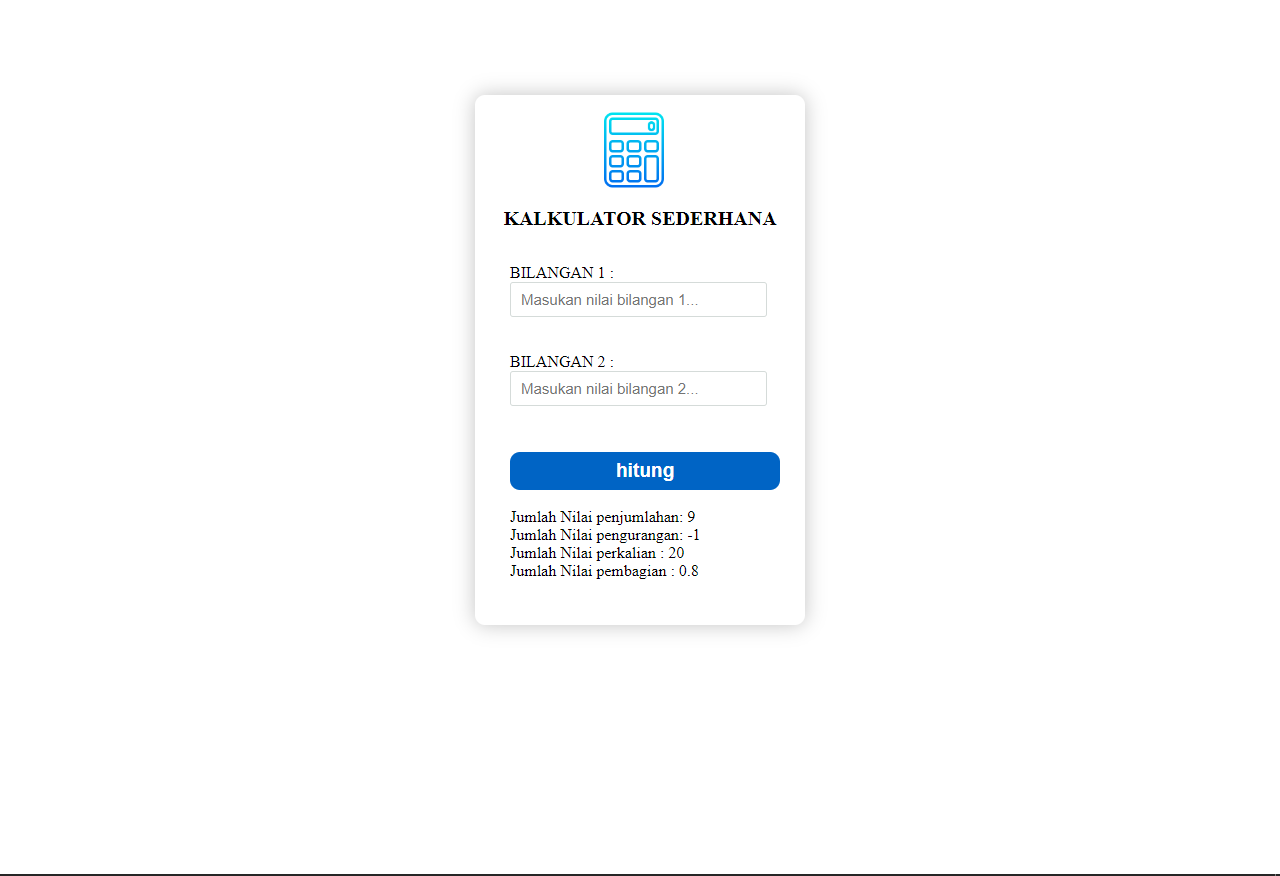 0
KALKULATOR SEDERHANA
BILANGAN 1 :
Masukan nilai bilangan 1...
BILANGAN 2 :
Masukan nilai bilangan 2...
hitung
Jumlah Nilai penjumlahan: 9
Jumlah Nilai pengurangan: -1
Jumlah Nilai perkalian : 20
Jumlah Nilai pembagian : 0.8